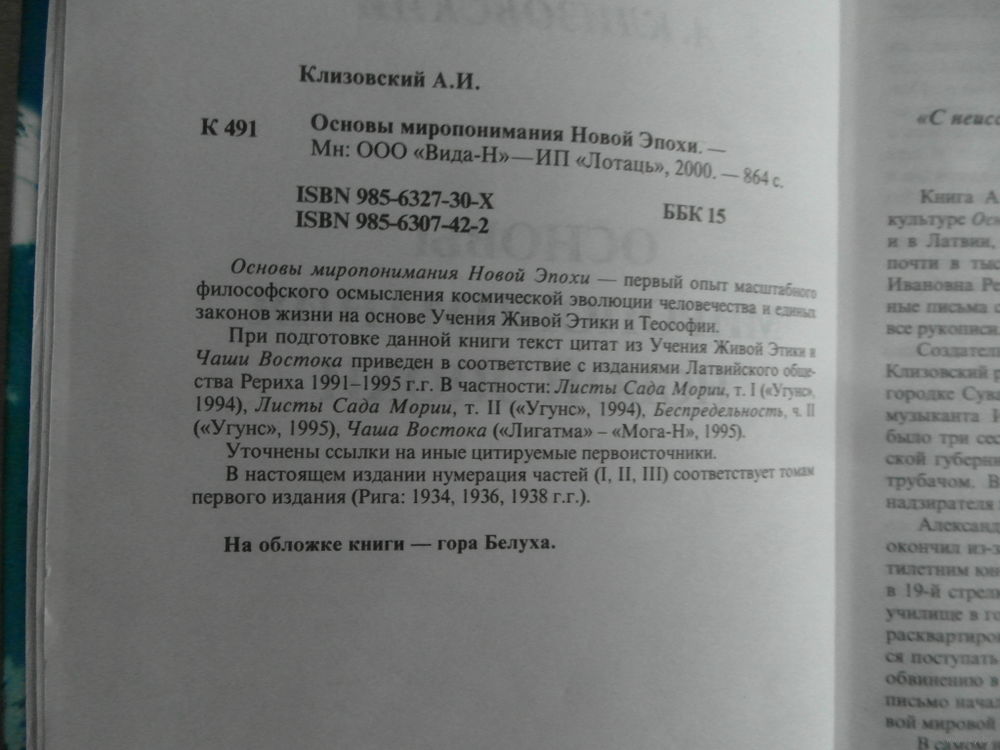 Клизовский А.И.
К 491
Основы миропонимания Новой Эпохи. —
Мн: ООО «Вида-Н» — ИП «Лотаць», 2000. — 864 с.
ISBN 985-6327-30-X
ISBN 985-6307-42-2
ББК 15
Основы миропонимания Новой Эпохи — первый опыт масштабного
философского осмысления космической эволюции человечества и единых
законов жизни на основе Учения Живой Этики и Теософии.
При подготовке данной книги текст цитат из Учения Живой Этики и
Чаши Востока приведен в соответствие с изданиями Латвийского обще-
ства Рериха 1991–1995 г.г. В частности: Листы Сада Мории, т. I («Угунс»,
1994), Листы Сада Мории, т. II («Угунс», 1994), Беспредельность, ч. II
(«Угунс», 1995), Чаша Востока («Лигатма» – «Мога-Н», 1995).
Уточнены ссылки на иные цитируемые первоисточники.
В настоящем издании нумерация частей (I, II, III) соответствует томам
первого издания (Рига: 1934, 1936, 1938 г.г.).
На обложке книги — гора Белуха.
«С неисс
Книга А.
культуре Осн
и в Латвии,
почти в тыс
Ивановна Ре
ные письма с
все рукописи
Создатель
Клизовский р
городке Сува
музыканта И
было три сес
ской губерни
трубачом. В
надзирателя
Александ
окончил из-з
тилетним юн
в 19-й стрел
училище в го
расквартиров
ся поступать
обвинению в
письмо начал
вой мировой
В самом